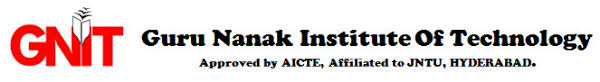 GNIT
Guru Nanak Institute Of Technology
Approved by AICTE, Affiliated to JNTU, HYDERABAD.